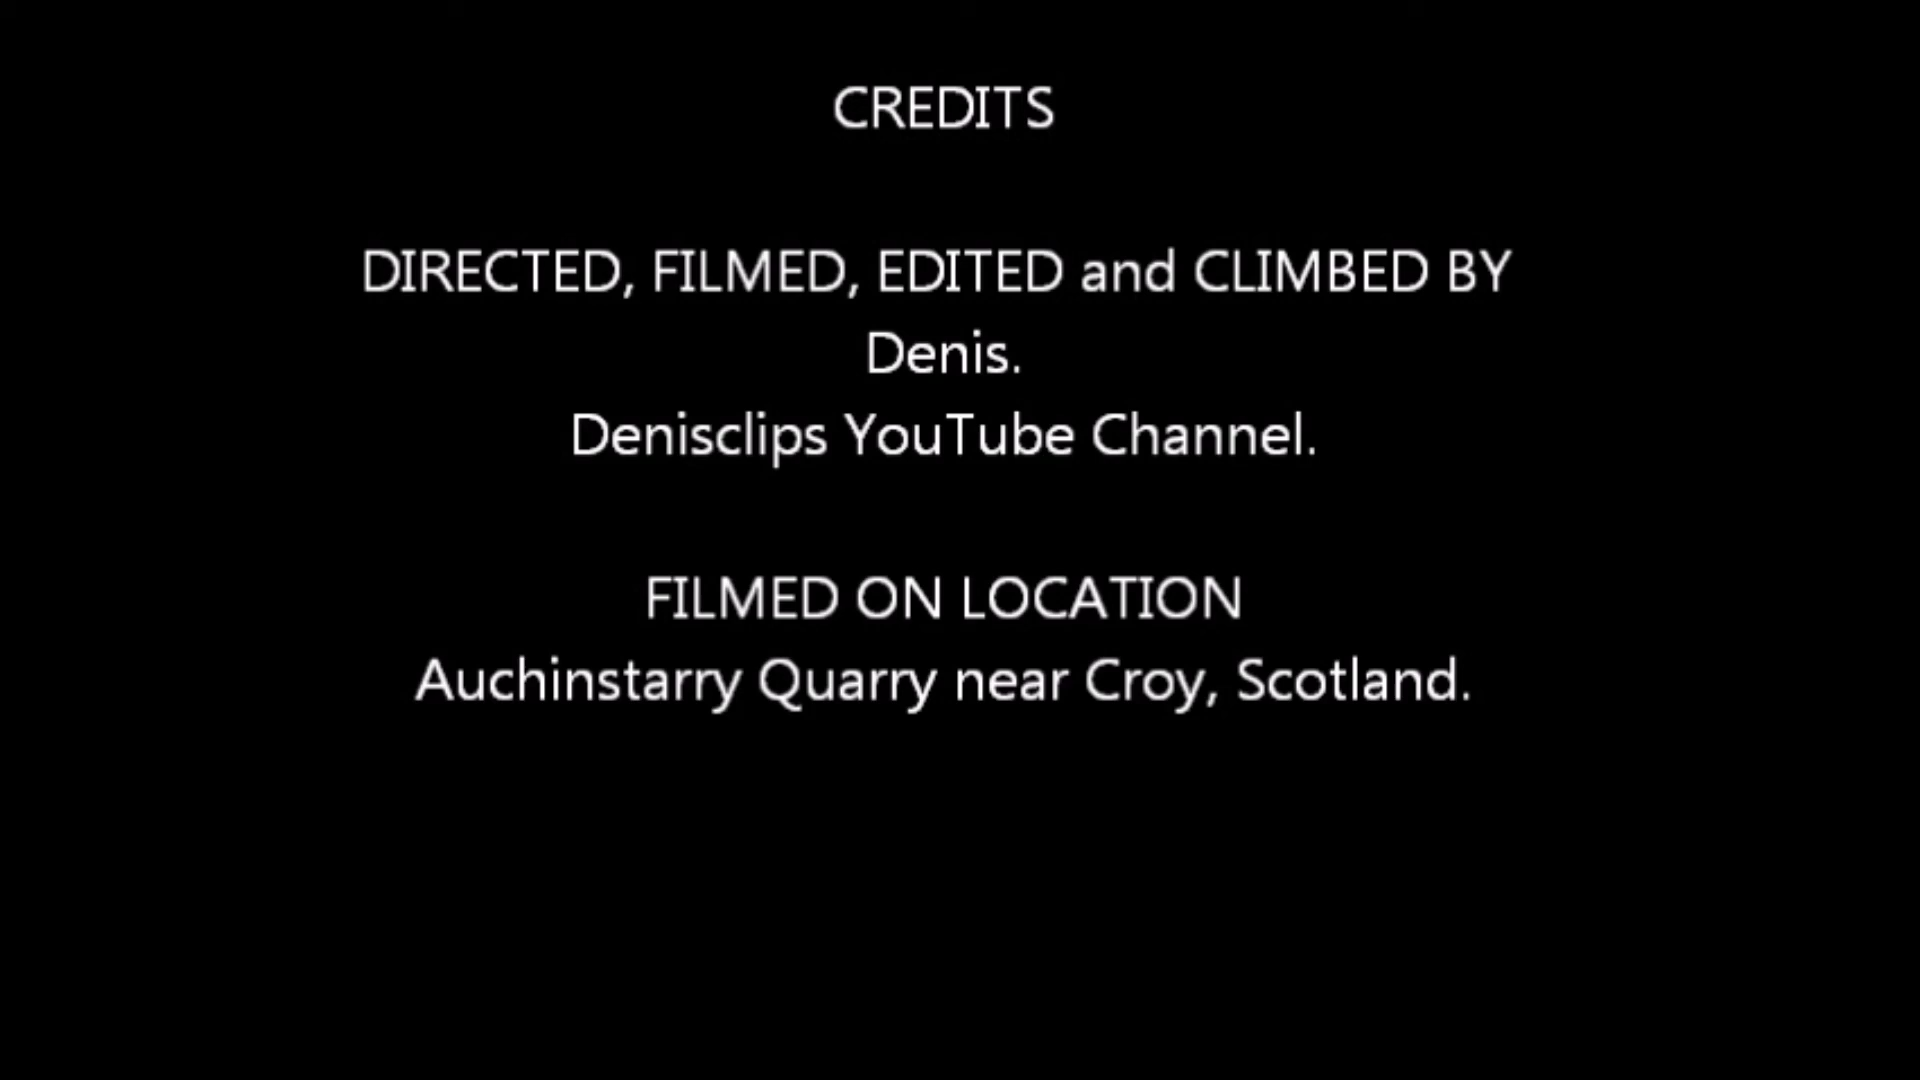 CREDITS
DIRECTED, FILMED, EDITED and CLIMBED BY
Denis.
Denisclips YouTube Channel.
FILMED ON LOCATION
Auchinstarry Quarry near Croy, Scotland.